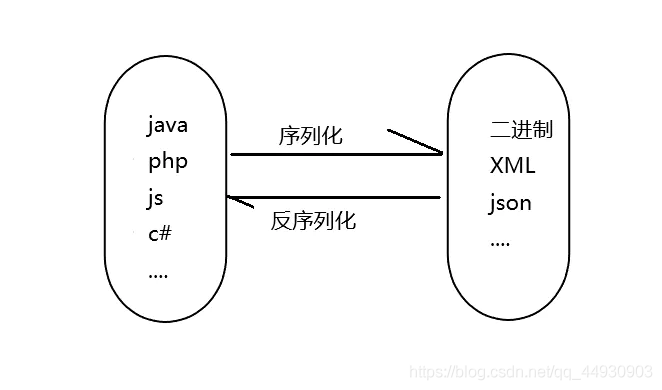 java
php
js
c#
....
序列化
反序列化
二进制
XML
json
....
https://blog.csdn.net/qq_44930903